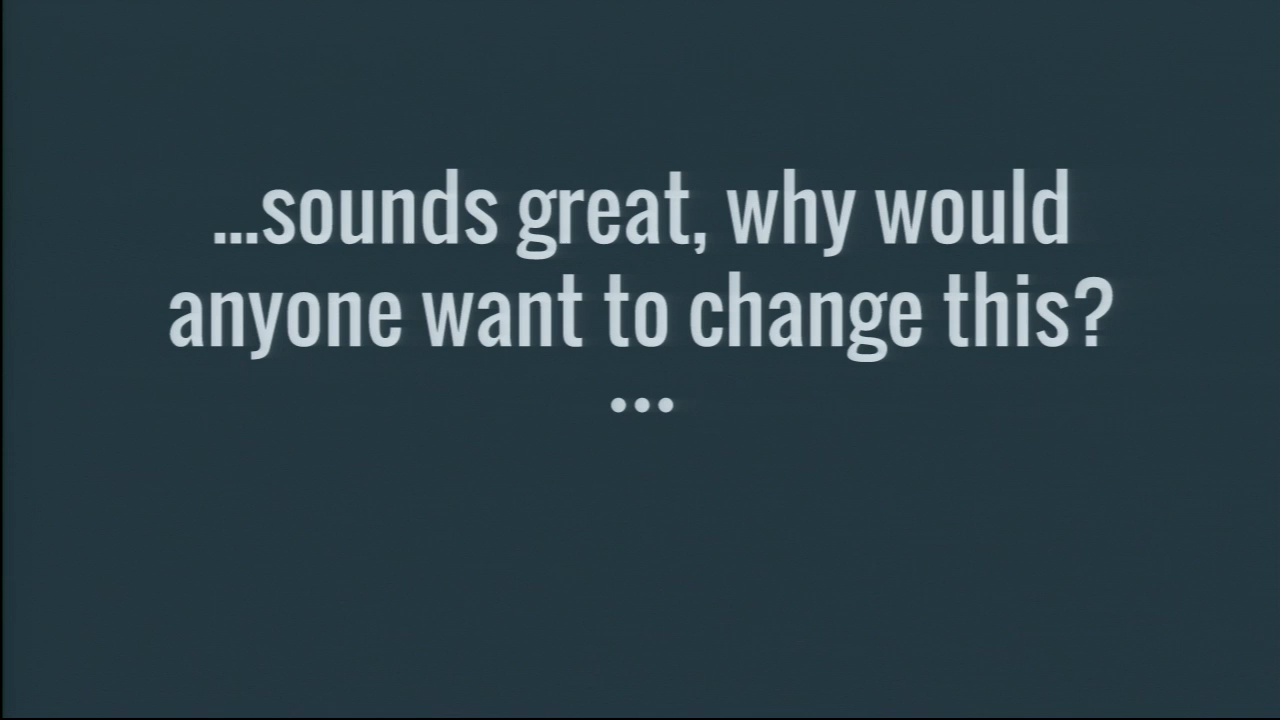 ...sounds great, why would
anyone want to change this?
...